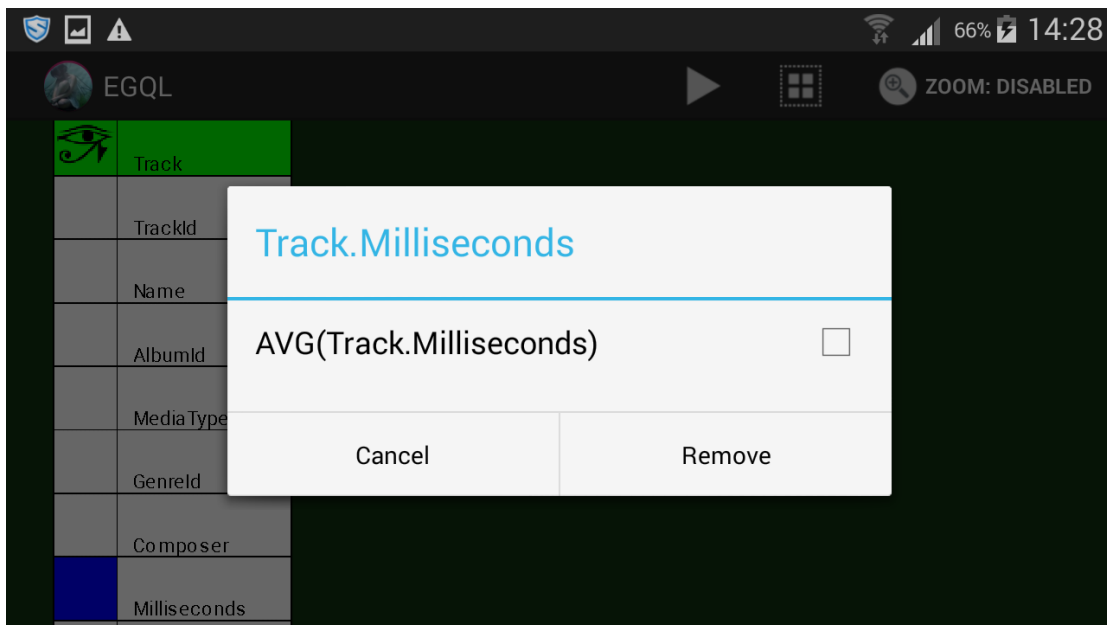 66% 14:28
EGQL
ZOOM: DISABLED
Track
TrackId
Name
AlbumId
MediaType
GenreId
Composer
Milliseconds
Track.Milliseconds
AVG(Track.Milliseconds)
Cancel
Remove